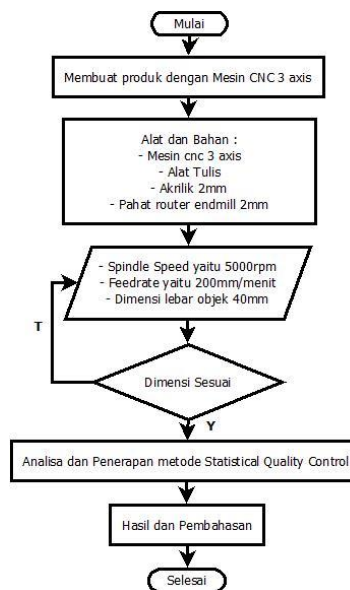 Mulai
Membuat produk dengan Mesin CNC 3 axis
Alat dan Bahan :
- Mesin cnc 3 axis
- Alat Tulis
- Akrilik 2mm
- Pahat router endmill 2mm
- Spindle Speed yaitu 5000rpm
- Feedrate yaitu 200mm/menit
- Dimensi lebar objek 40mm
T
Dimensi Sesuai
Y
Analisa dan Penerapan metode Statistical Quality Control
Hasil dan Pembahasan
Selesai